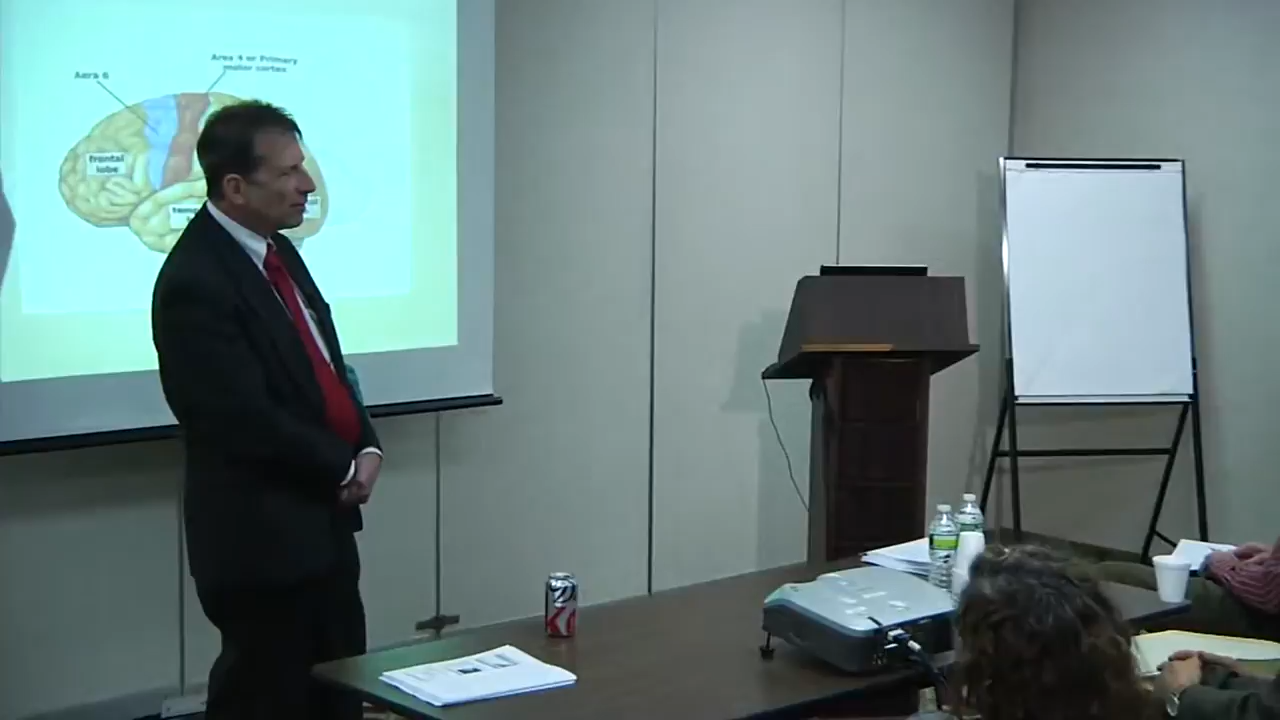 Area 4 or Primary
motor cortex
Aera 6
frontal
lobe